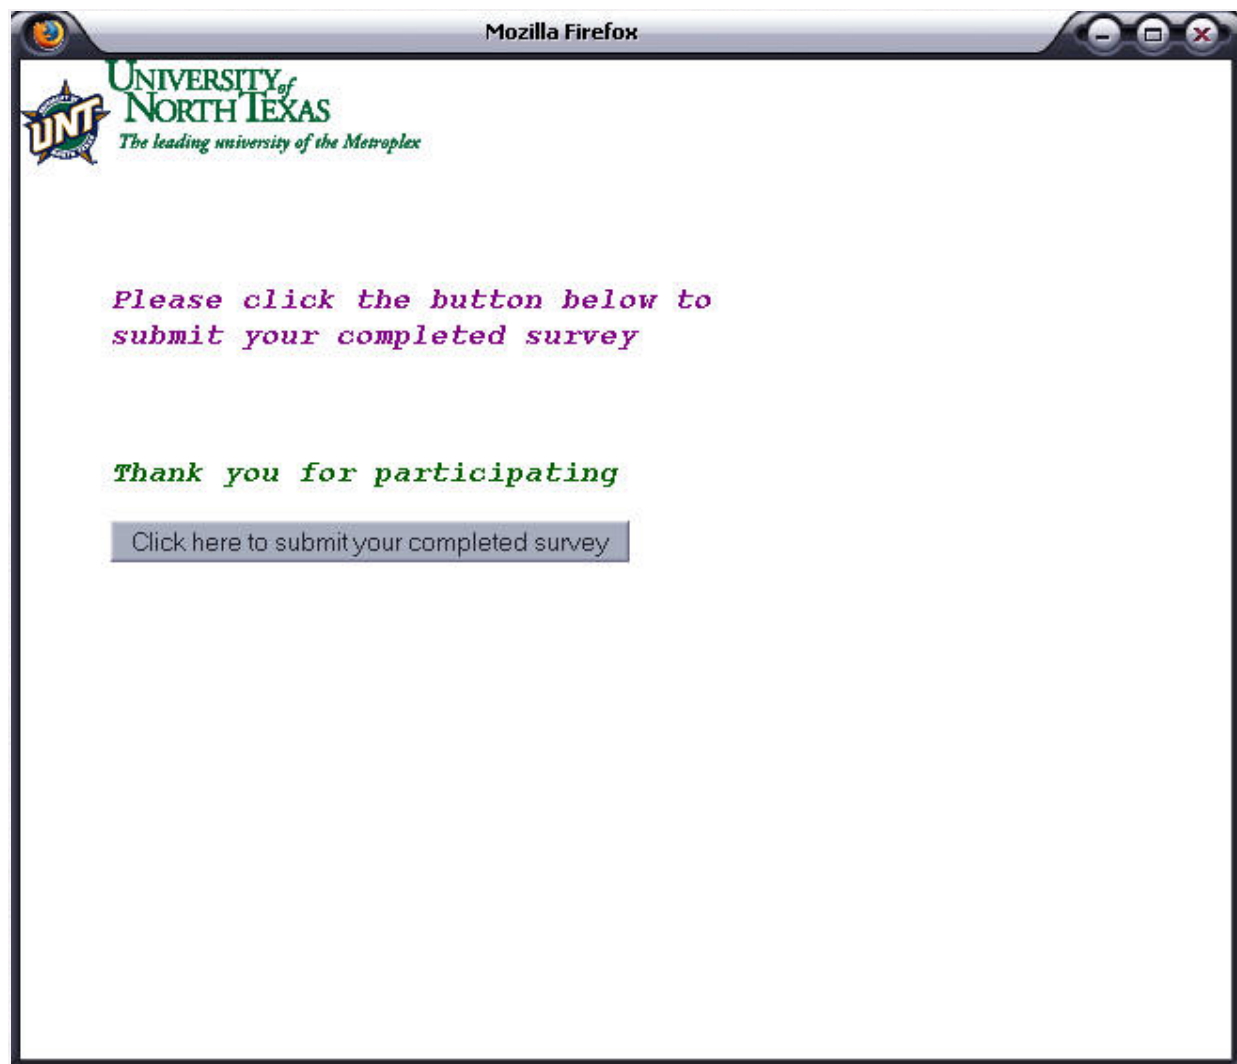 Mozilla Firefox
UNIVERSITY of
NORTH TEXAS
The leading university of the Metroplex
UNT
Please click the button below to
submit your completed survey
Thank you for participating
Click here to submit your completed survey